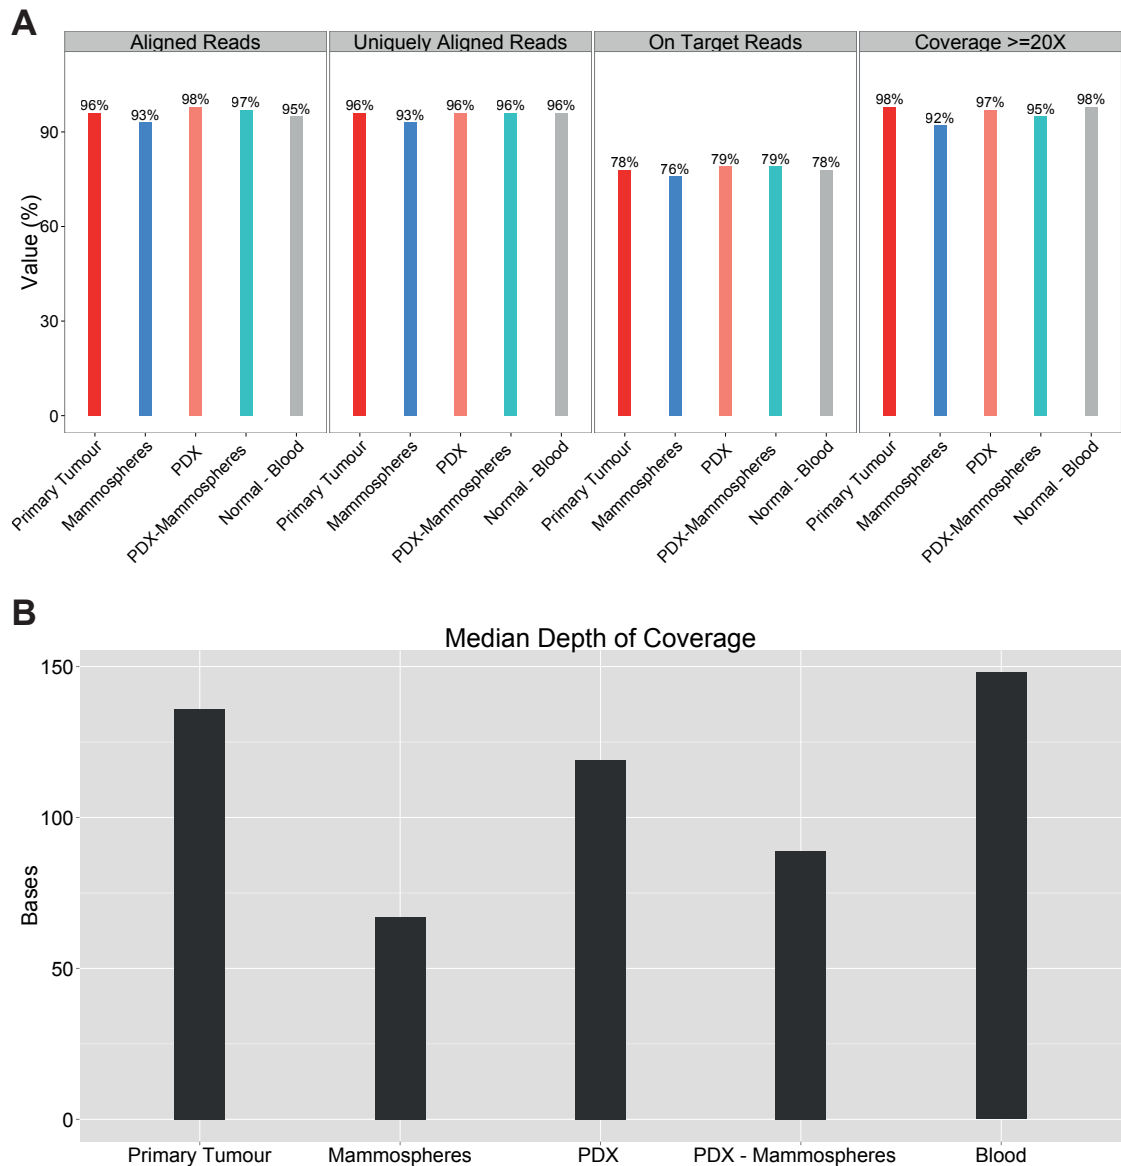 A
Aligned Reads Uniquely Aligned Reads On Target Reads Coverage >=20X
96% 93% 98% 97% 95% 96% 93% 96% 96% 96% 78% 76% 79% 79% 78% 98% 92% 97% 95% 98%
Value (%)
90
60
30
0
Primary Tumour Mammospheres PDX PDX-Mammospheres Normal - Blood Primary Tumour Mammospheres PDX PDX-Mammospheres Normal - Blood Primary Tumour Mammospheres PDX PDX-Mammospheres Normal - Blood Primary Tumour Mammospheres PDX PDX-Mammospheres Normal - Blood
B
Median Depth of Coverage
Bases
150
100
50
0
Primary Tumour Mammospheres PDX PDX - Mammospheres Blood